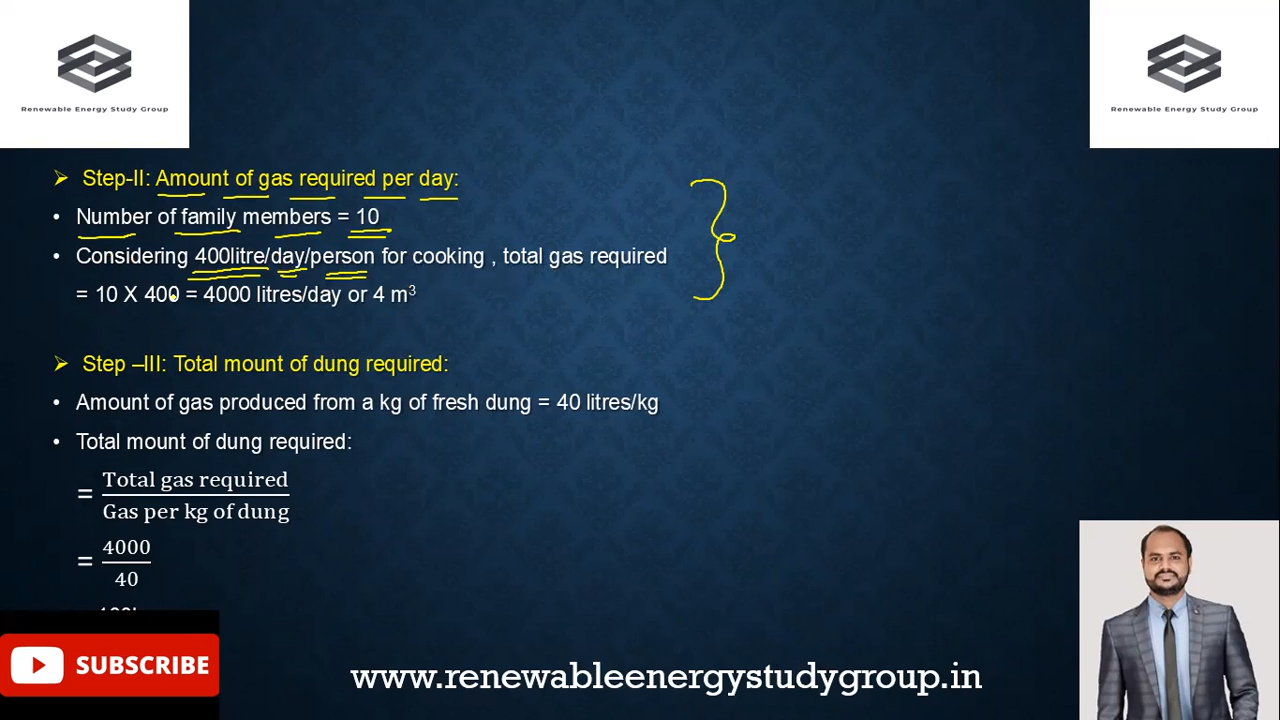 Renewable Energy Study Group
Renewable Energy Study Group
➢ Step-II: Amount of gas required per day:
• Number of family members = 10
• Considering 400litre/day/person for cooking , total gas required
= 10 X 400 = 4000 litres/day or 4 m³
➢ Step –III: Total mount of dung required:
• Amount of gas produced from a kg of fresh dung = 40 litres/kg
• Total mount of dung required:
= Total gas required
Gas per kg of dung
= 4000
40
SUBSCRIBE
www.renewableenergystudygroup.in